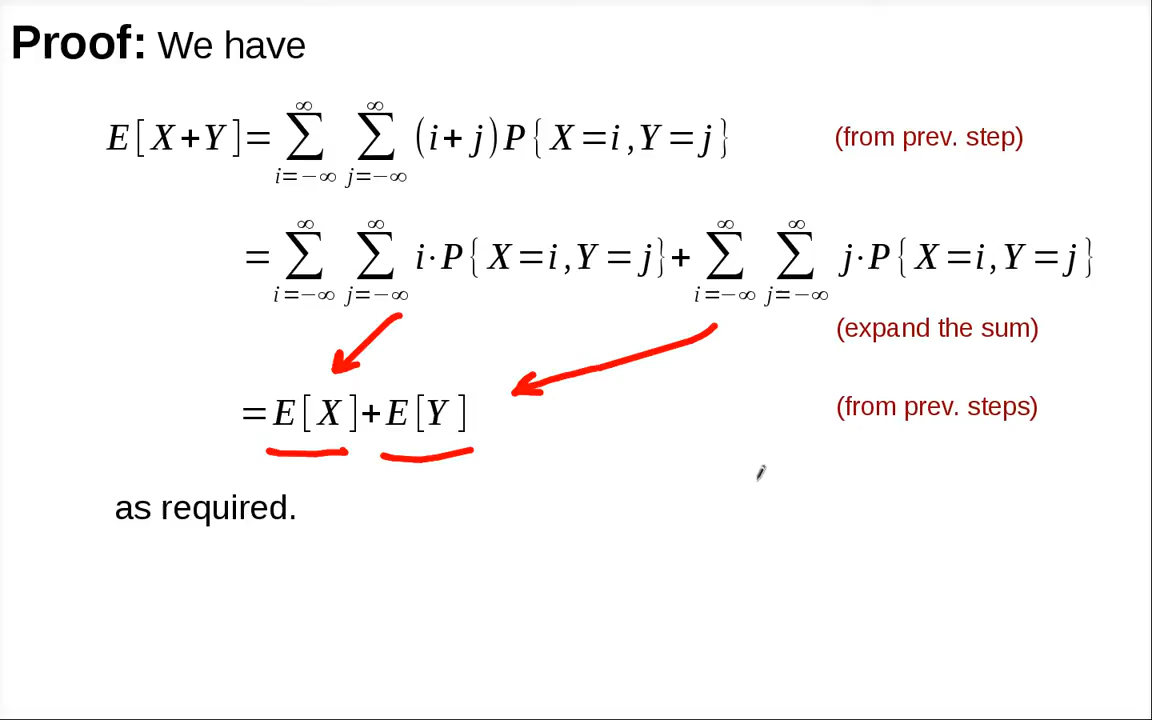 Proof: We have
E[X+Y]=∑_{i=−∞}^{∞} ∑_{j=−∞}^{∞} (i+j)P{X=i,Y=j} (from prev. step)
=∑_{i=−∞}^{∞} ∑_{j=−∞}^{∞} i·P{X=i,Y=j}+∑_{i=−∞}^{∞} ∑_{j=−∞}^{∞} j·P{X=i,Y=j}
(expand the sum)
=E[X]+E[Y] (from prev. steps)
as required.